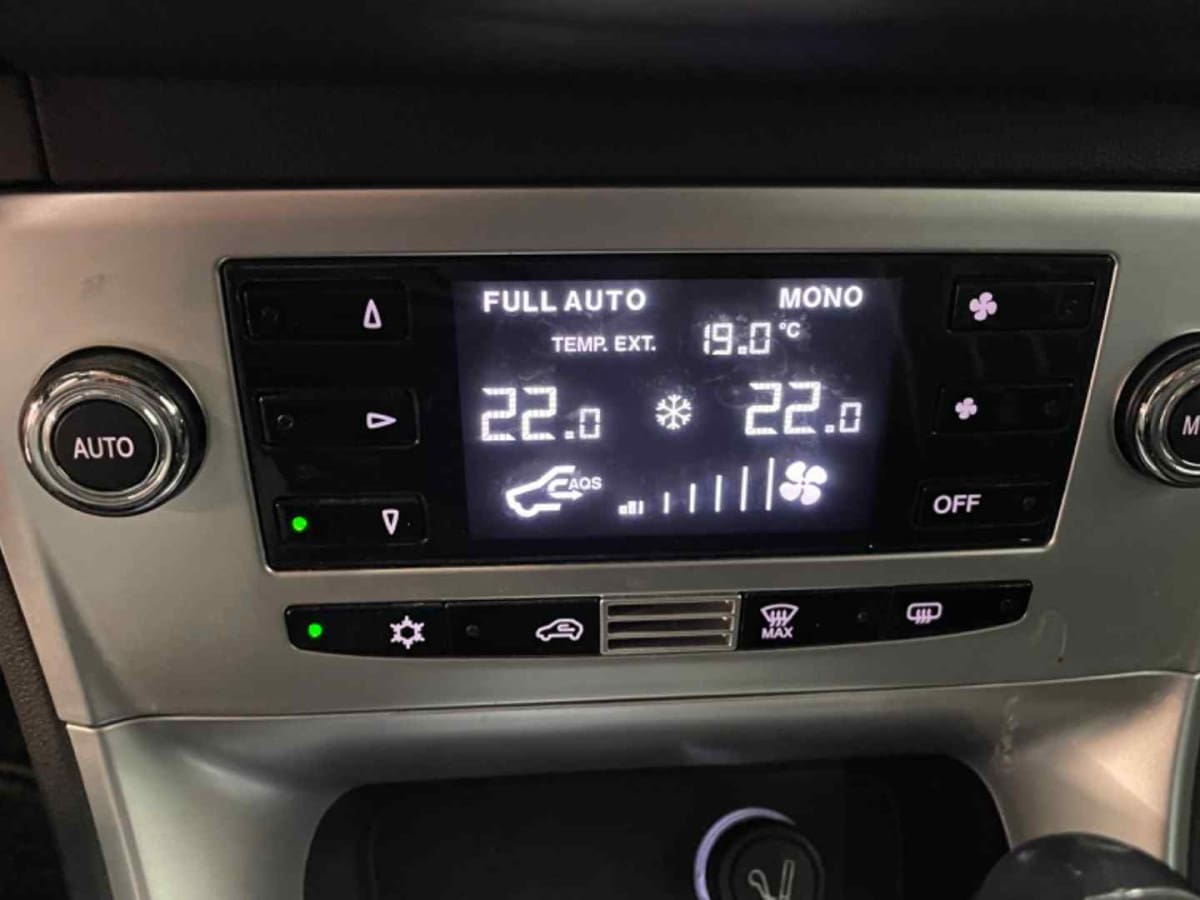 FULL AUTO MONO
TEMP. EXT. 19.0 °C
22.0 22.0
AUTO
AQS
OFF
MAX